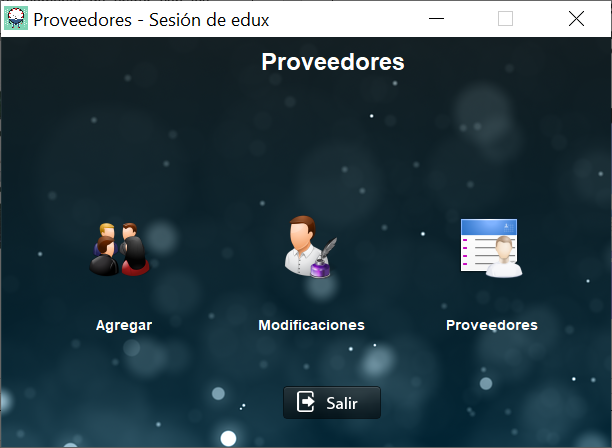 Proveedores - Sesión de edux
Proveedores
Agregar
Modificaciones
Proveedores
Salir